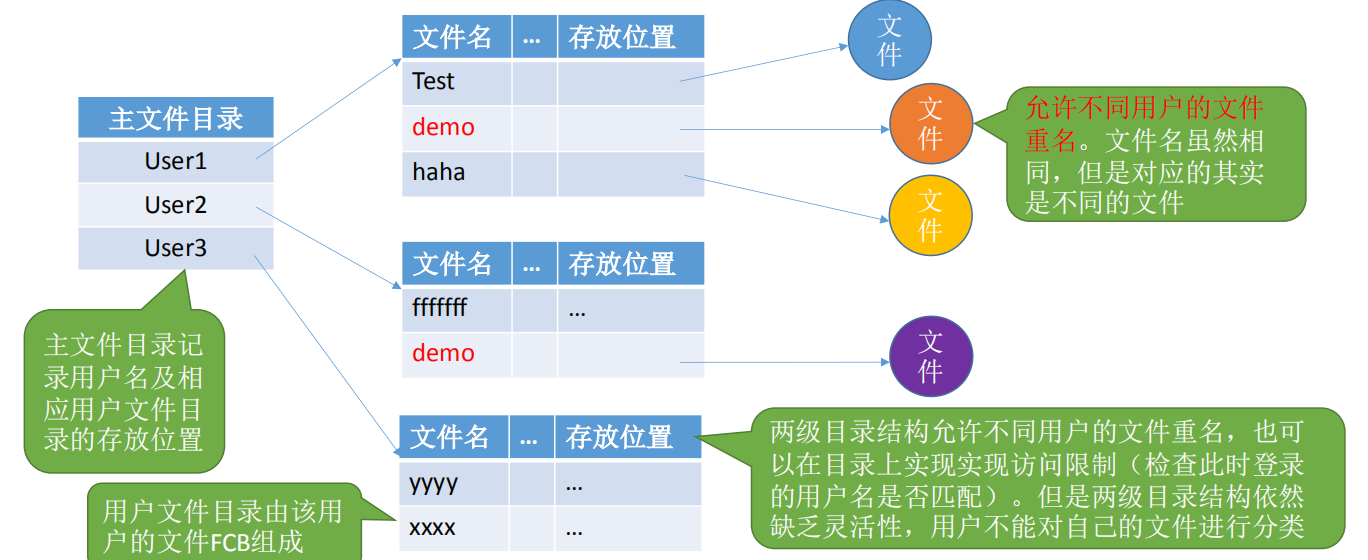 主文件目录
User1
User2
User3
主文件目录记
录用户名及相
应用户文件目
录的存放位置
文件名 ... 存放位置
Test
demo
haha
文
件
文
件
文
件
允许不同用户的文件
重名。文件名虽然相
同，但是对应的其实
是不同的文件
文件名 ... 存放位置
fffffff ...
demo
文
件
文件名 ... 存放位置
yyyy ...
xxxx ...
用户文件目录由该用
户的文件FCB组成
两级目录结构允许不同用户的文件重名，也可
以在目录上实现实现访问限制（检查此时登录
的用户名是否匹配）。但是两级目录结构依然
缺乏灵活性，用户不能对自己的文件进行分类